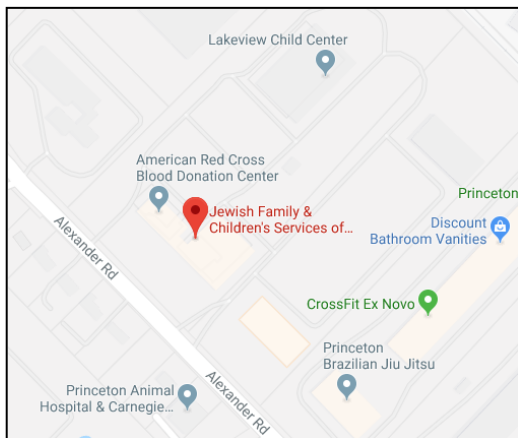 Lakeview Child Center
American Red Cross
Blood Donation Center
Jewish Family &
Children's Services of...
Princeton
Discount
Bathroom Vanities
Alexander Rd
CrossFit Ex Novo
Princeton
Brazilian Jiu Jitsu
Princeton Animal
Hospital & Carnegie...
Alexander Rd